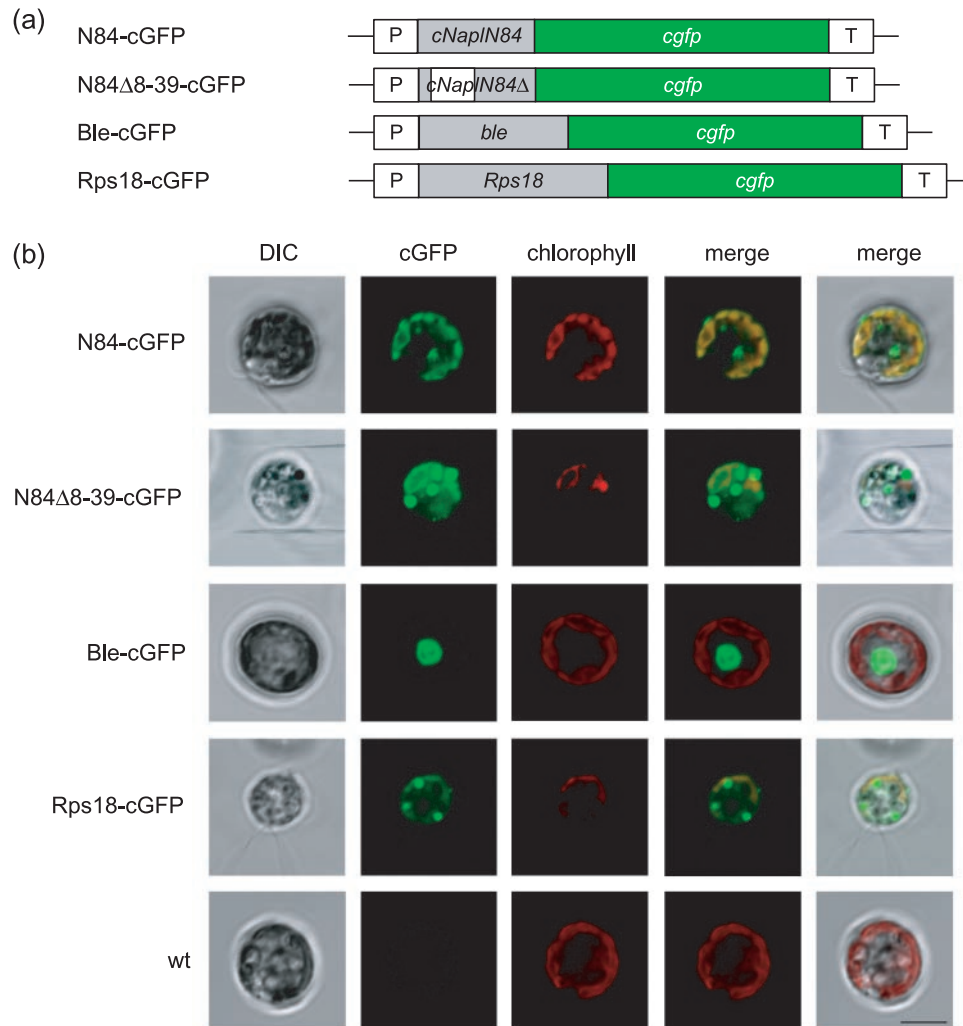 (a)
N84-cGFP P cNapIN84 cgfp T
N84Δ8-39-cGFP P cNapIN84Δ cgfp T
Ble-cGFP P ble cgfp T
Rps18-cGFP P Rps18 cgfp T
(b) DIC cGFP chlorophyll merge merge
N84-cGFP
N84Δ8-39-cGFP
Ble-cGFP
Rps18-cGFP
wt